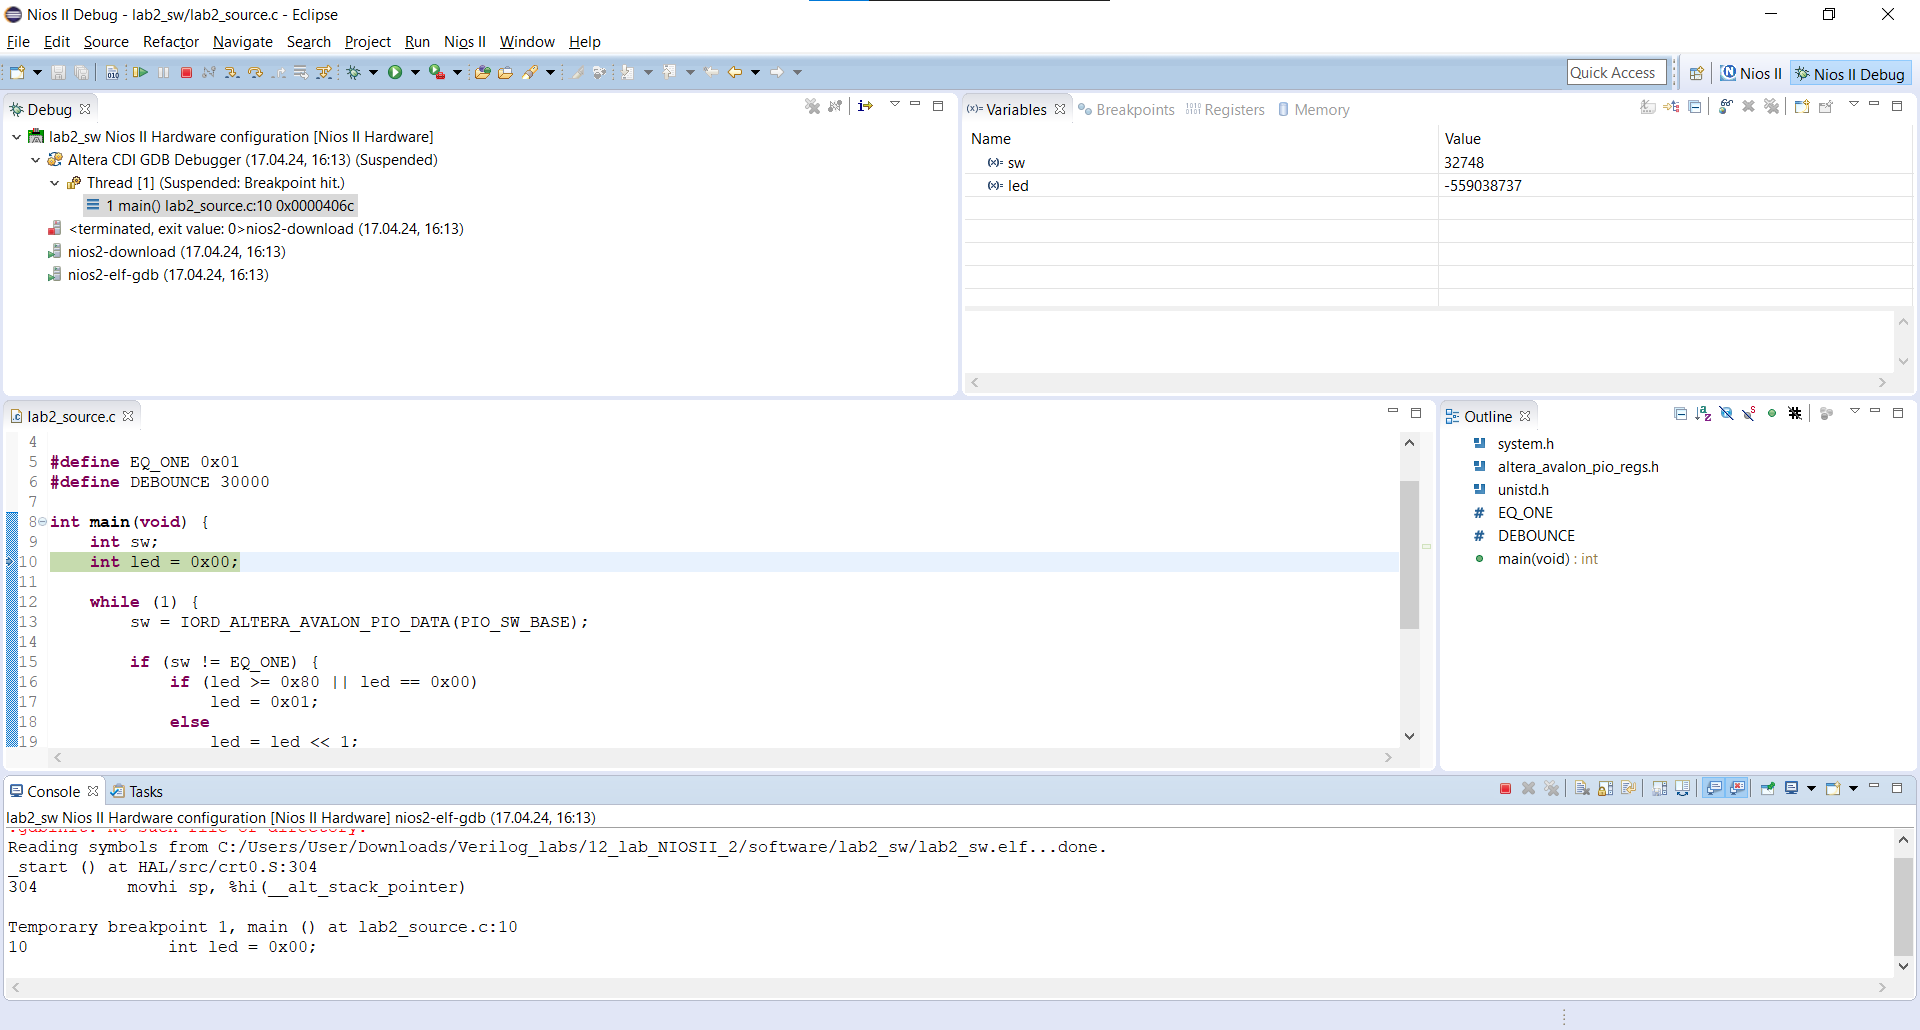 Nios II Debug - lab2_sw/lab2_source.c - Eclipse
File Edit Source Refactor Navigate Search Project Run Nios II Window Help
Quick Access Nios II Nios II Debug
Debug
lab2_sw Nios II Hardware configuration [Nios II Hardware]
Altera CDI GDB Debugger (17.04.24, 16:13) (Suspended)
Thread [1] (Suspended: Breakpoint hit.)
1 main() lab2_source.c:10 0x0000406c
<terminated, exit value: 0>nios2-download (17.04.24, 16:13)
nios2-download (17.04.24, 16:13)
nios2-elf-gdb (17.04.24, 16:13)
(x)= Variables Breakpoints Registers Memory
Name Value
(x)= sw 32748
(x)= led -559038737
lab2_source.c
4
5 #define EQ_ONE 0x01
6 #define DEBOUNCE 30000
7
8 int main(void) {
9 int sw;
10 int led = 0x00;
11
12 while (1) {
13 sw = IORD_ALTERA_AVALON_PIO_DATA(PIO_SW_BASE);
14
15 if (sw != EQ_ONE) {
16 if (led >= 0x80 || led == 0x00)
17 led = 0x01;
18 else
19 led = led << 1;
Outline
system.h
altera_avalon_pio_regs.h
unistd.h
# EQ_ONE
# DEBOUNCE
main(void) : int
Console Tasks
lab2_sw Nios II Hardware configuration [Nios II Hardware] nios2-elf-gdb (17.04.24, 16:13)
.gdbinit: No such file or directory.
Reading symbols from C:/Users/User/Downloads/Verilog_labs/12_lab_NIOSII_2/software/lab2_sw/lab2_sw.elf...done.
_start () at HAL/src/crt0.S:304
304 movhi sp, %hi(__alt_stack_pointer)
Temporary breakpoint 1, main () at lab2_source.c:10
10 int led = 0x00;